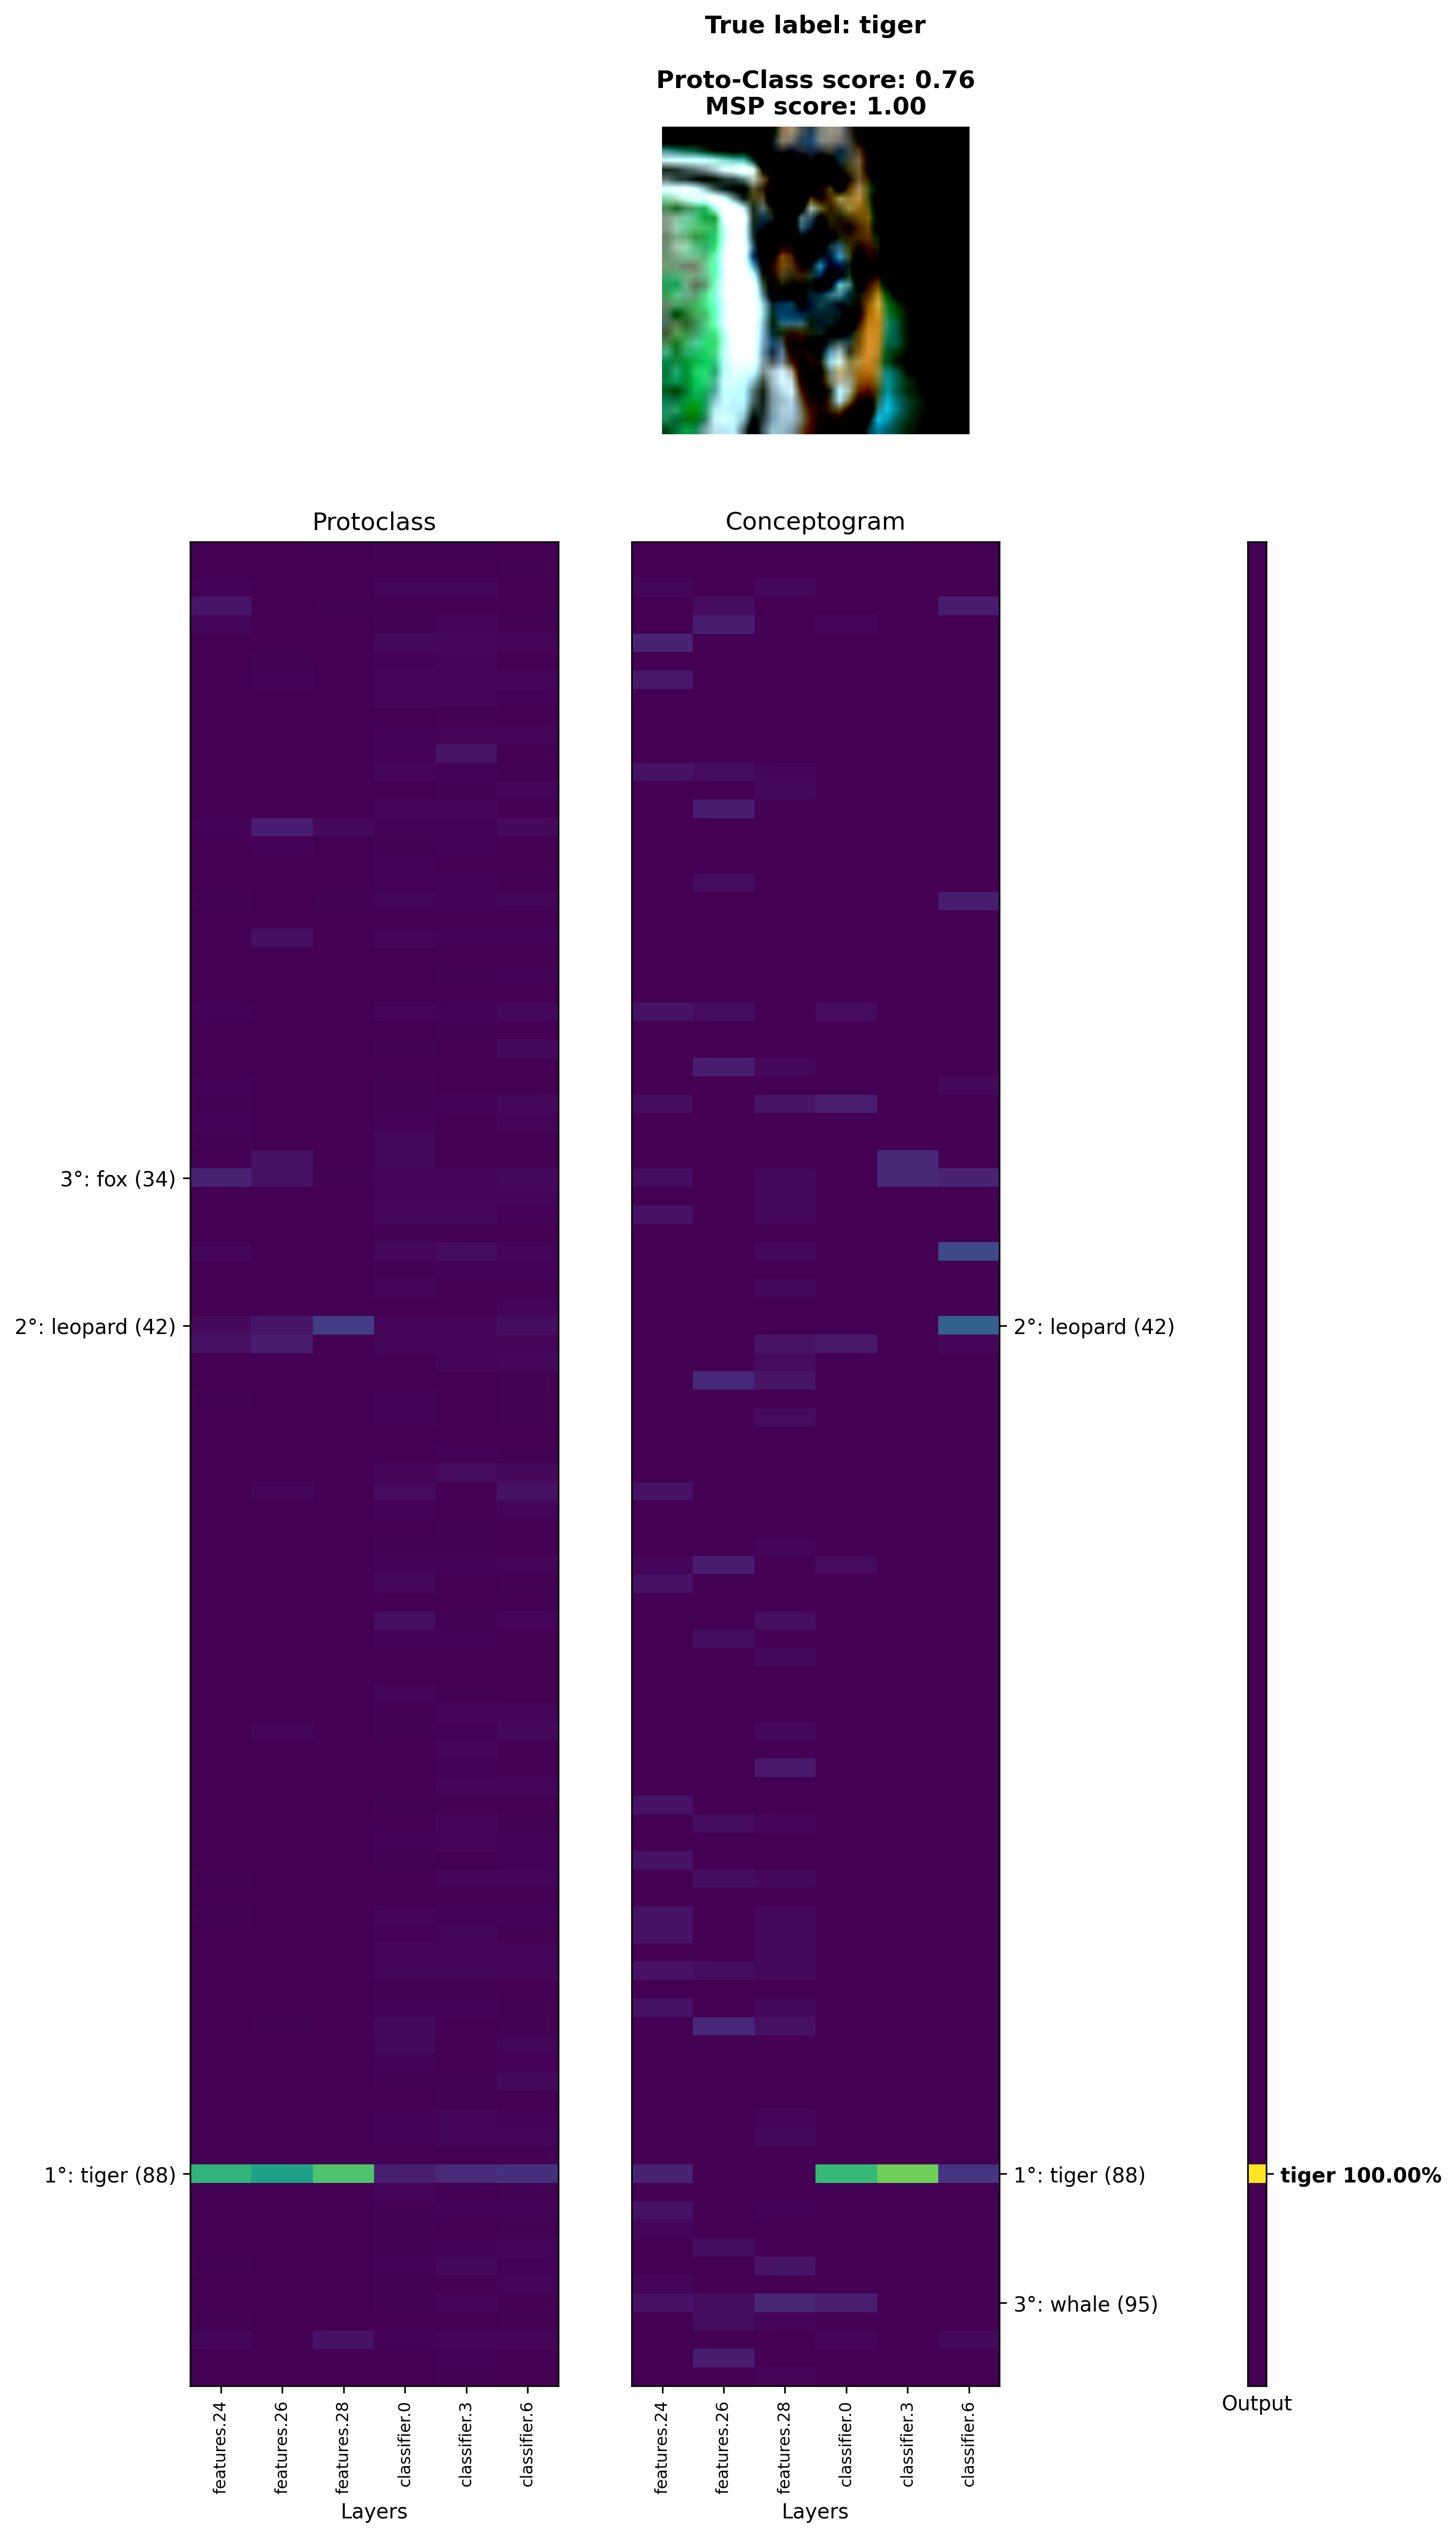 True label: tiger
Proto-Class score: 0.76
MSP score: 1.00
Protoclass
Conceptogram
3°: fox (34)
2°: leopard (42)
2°: leopard (42)
1°: tiger (88)
1°: tiger (88)
tiger 100.00%
3°: whale (95)
Output
features.24
features.26
features.28
classifier.0
classifier.3
classifier.6
features.24
features.26
features.28
classifier.0
classifier.3
classifier.6
Layers
Layers